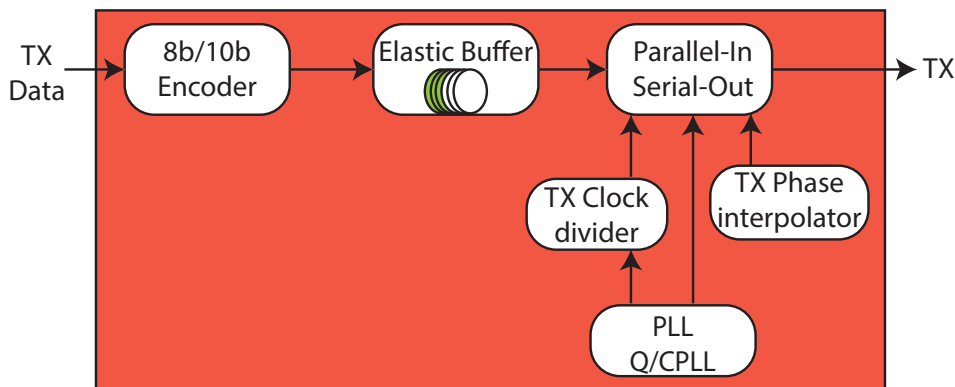 TX
Data
8b/10b
Encoder
Elastic Buffer
Parallel-In
Serial-Out
TX
TX Clock
divider
TX Phase
interpolator
PLL
Q/CPLL